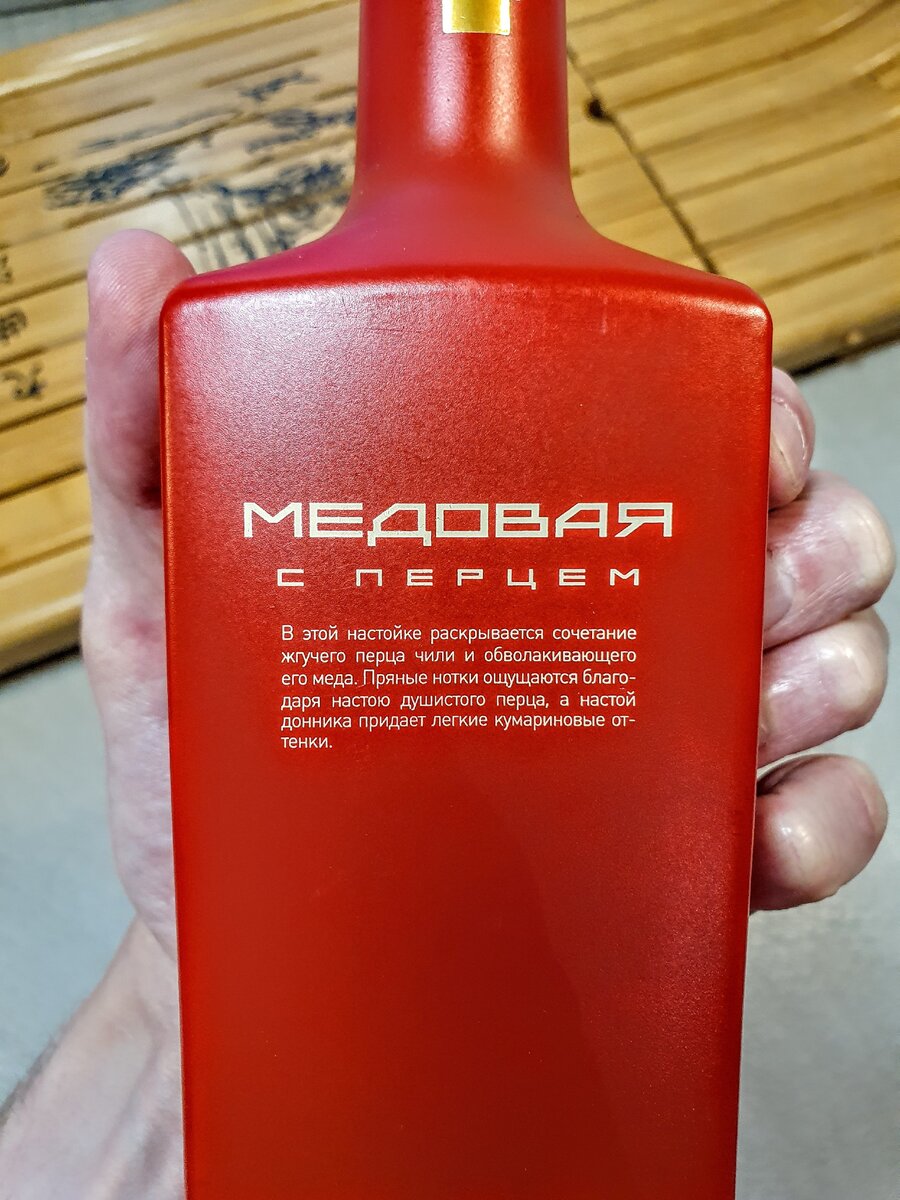 МЕДОВАЯ
С ПЕРЦЕМ
В этой настойке раскрывается сочетание
жгучего перца чили и обволакивающего
его меда. Пряные нотки ощущаются благо-
даря настою душистого перца, а настой
донника придает легкие кумариновые от-
тенки.